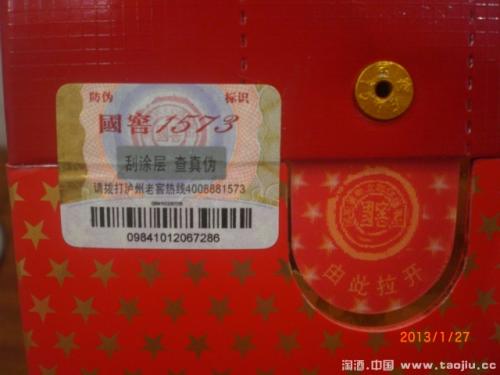 防伪 标识
國窖1573
刮涂层 查真伪
请拨打泸州老窖热线4008881573
09841012067286
國窖
由此拉开
2013/1/27
淘酒.中国 www.taojiu.cc